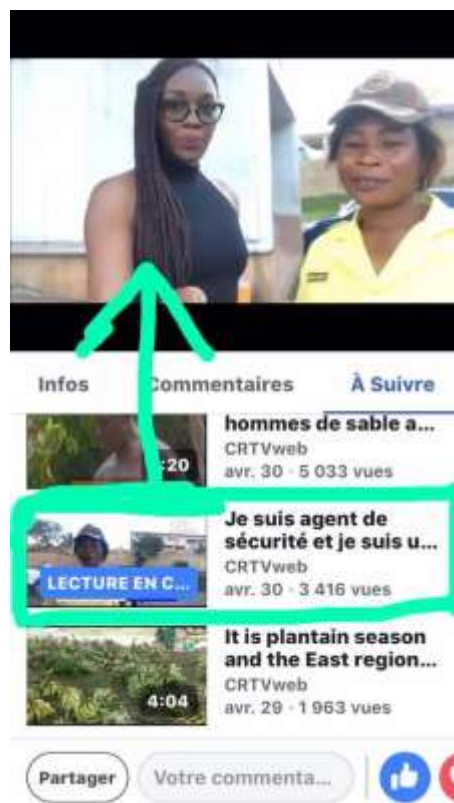 Infos
Commentaires
À Suivre
hommes de sable a...
:20
CRTVweb
avr. 30 · 5 033 vues
Je suis agent de
sécurité et je suis u...
LECTURE EN C...
CRTVweb
avr. 30 · 3 416 vues
It is plantain season
and the East region...
4:04
CRTVweb
avr. 29 · 1 963 vues
Partager
Votre commenta...